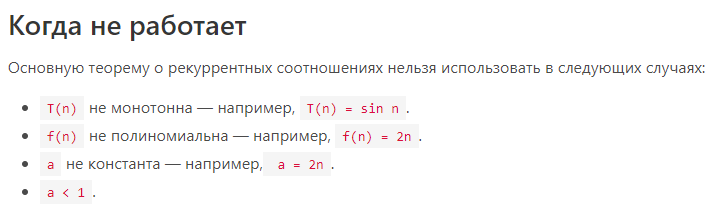 Когда не работает
Основную теорему о рекуррентных соотношениях нельзя использовать в следующих случаях:
• T(n) не монотонна — например, T(n) = sin n.
• f(n) не полиномиальна — например, f(n) = 2n.
• a не константа — например, a = 2n.
• a < 1.